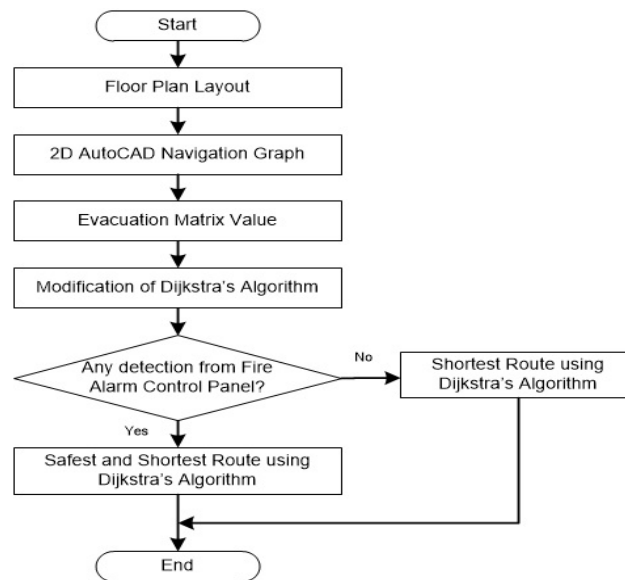 Start
Floor Plan Layout
2D AutoCAD Navigation Graph
Evacuation Matrix Value
Modification of Dijkstra's Algorithm
Any detection from Fire
Alarm Control Panel?
No
Shortest Route using
Dijkstra's Algorithm
Yes
Safest and Shortest Route using
Dijkstra's Algorithm
End